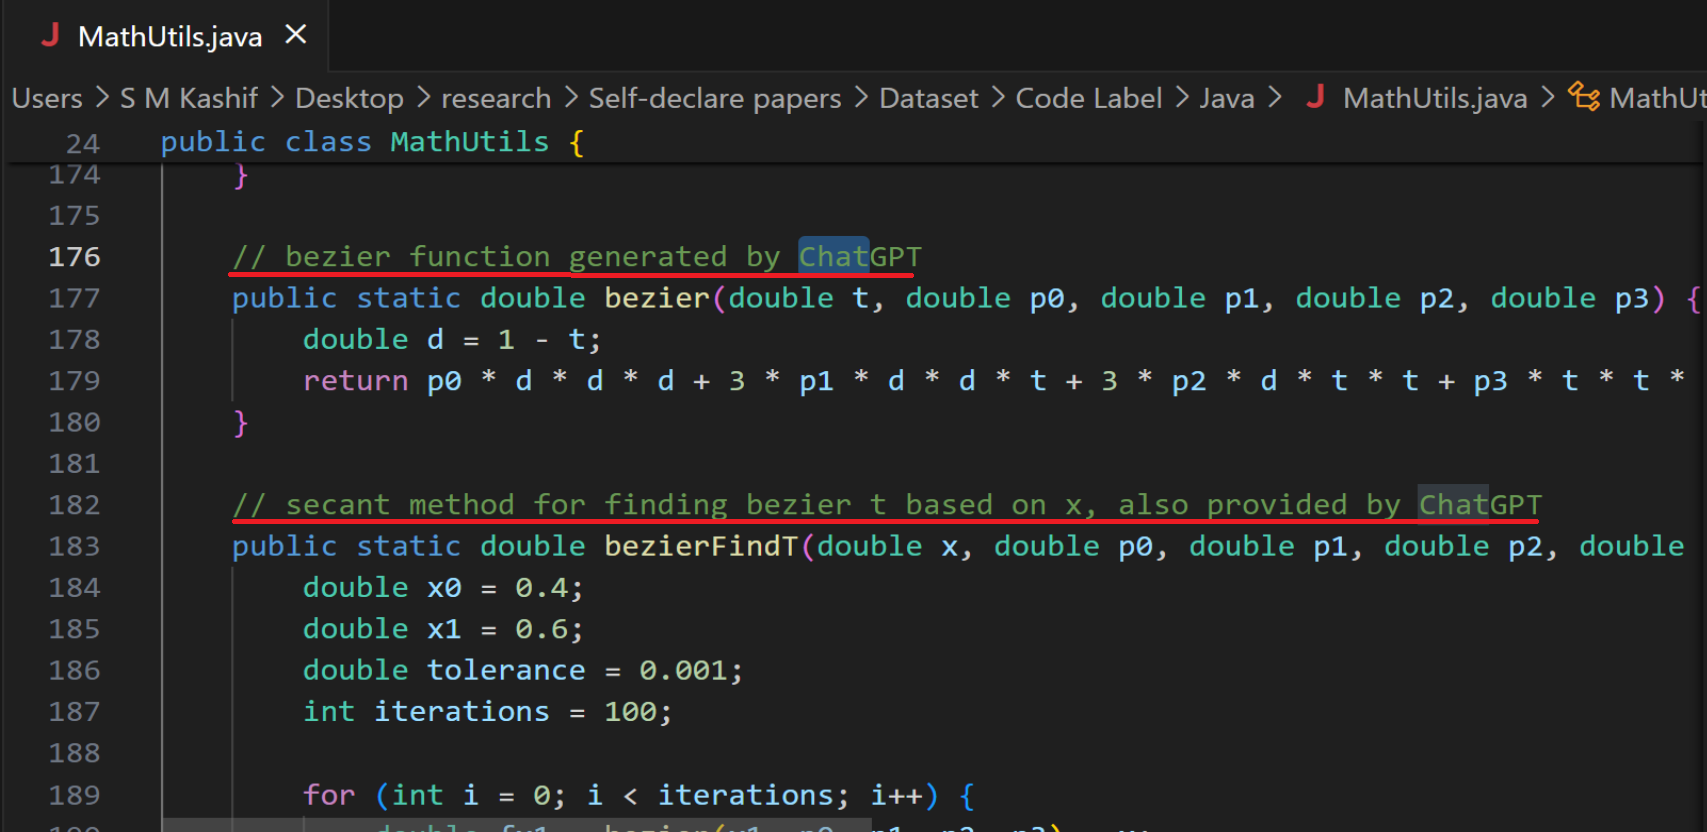 MathUtils.java ×
Users > S M Kashif > Desktop > research > Self-declare papers > Dataset > Code Label > Java > MathUtils.java >
24 public class MathUtils {
174 }
175
176 // bezier function generated by ChatGPT
177 public static double bezier(double t, double p0, double p1, double p2, double p3) {
178 double d = 1 - t;
179 return p0 * d * d * d + 3 * p1 * d * d * t + 3 * p2 * d * t * t + p3 * t * t *
180 }
181
182 // secant method for finding bezier t based on x, also provided by ChatGPT
183 public static double bezierFindT(double x, double p0, double p1, double p2, double
184 double x0 = 0.4;
185 double x1 = 0.6;
186 double tolerance = 0.001;
187 int iterations = 100;
188
189 for (int i = 0; i < iterations; i++) {